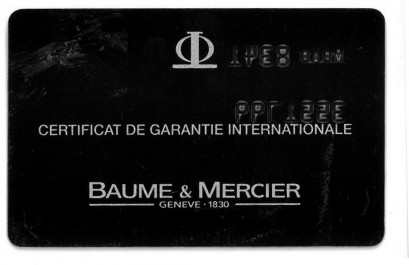 CERTIFICAT DE GARANTIE INTERNATIONALE
BAUME & MERCIER
GENEVE · 1830